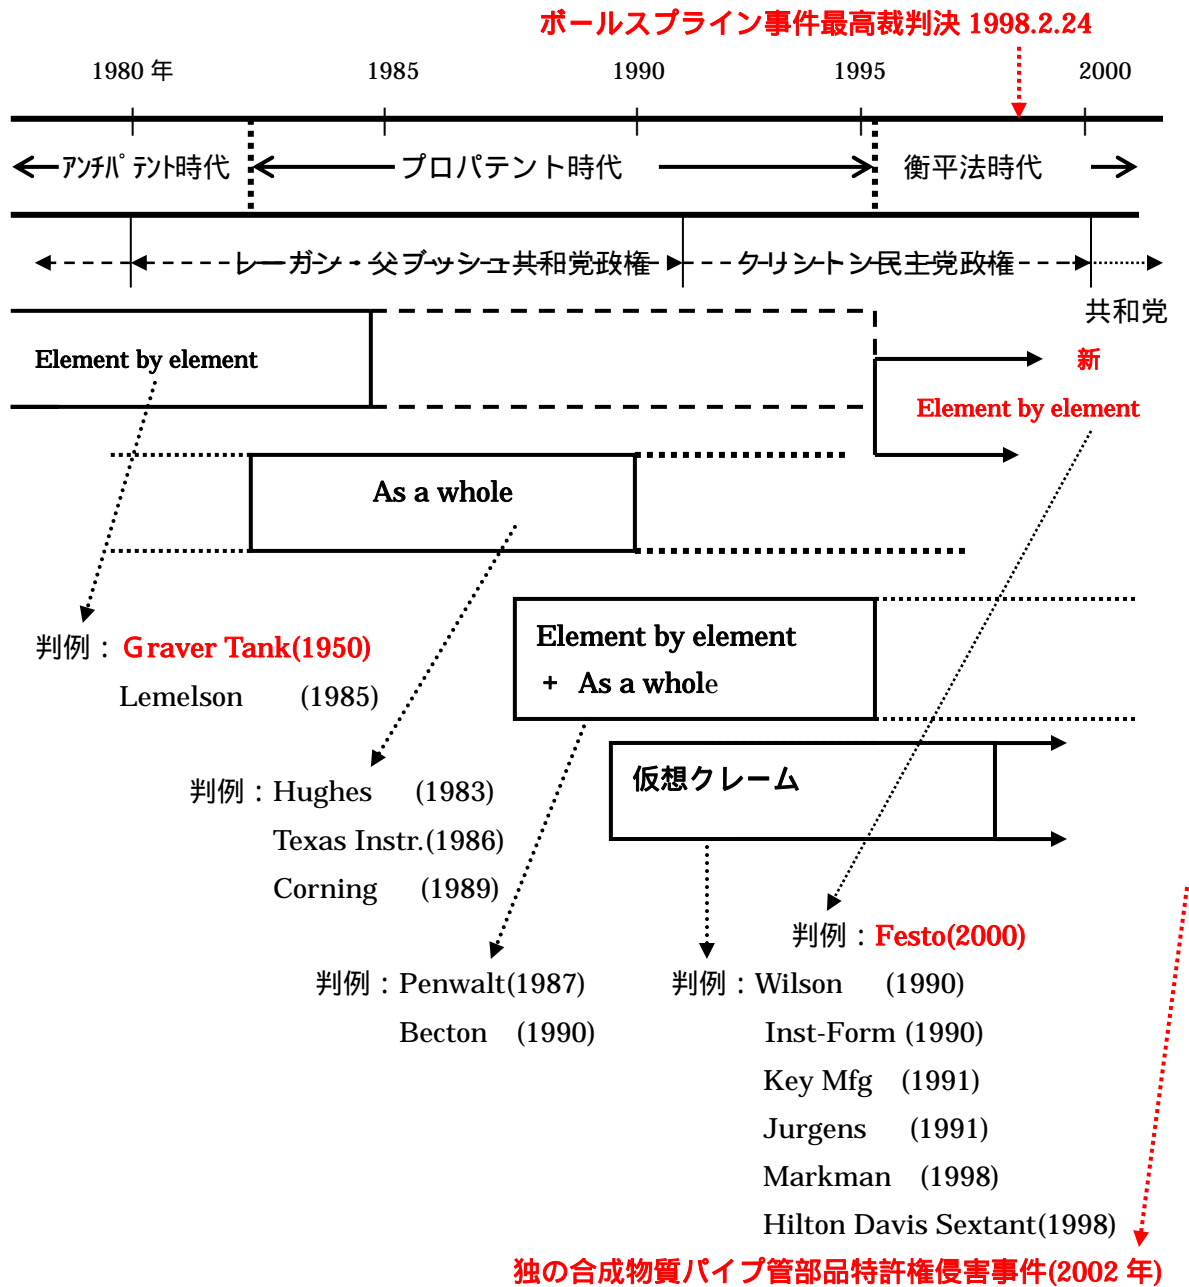 ボールスプライン事件最高裁判決 1998.2.24
1980 年 1985 1990 1995 2000
アンチパテント時代 プロパテント時代 衡平法時代
レーガン・父ブッシュ共和党政権 クリントン民主党政権
共和党
Element by element
新
Element by element
As a whole
Element by element
+ As a whole
判例：Graver Tank(1950)
Lemelson (1985)
仮想クレーム
判例：Hughes (1983)
Texas Instr.(1986)
Corning (1989)
判例：Festo(2000)
判例：Penwalt(1987)
Becton (1990)
判例：Wilson (1990)
Inst-Form (1990)
Key Mfg (1991)
Jurgens (1991)
Markman (1998)
Hilton Davis Sextant(1998)
独の合成物質パイプ管部品特許権侵害事件(2002 年)